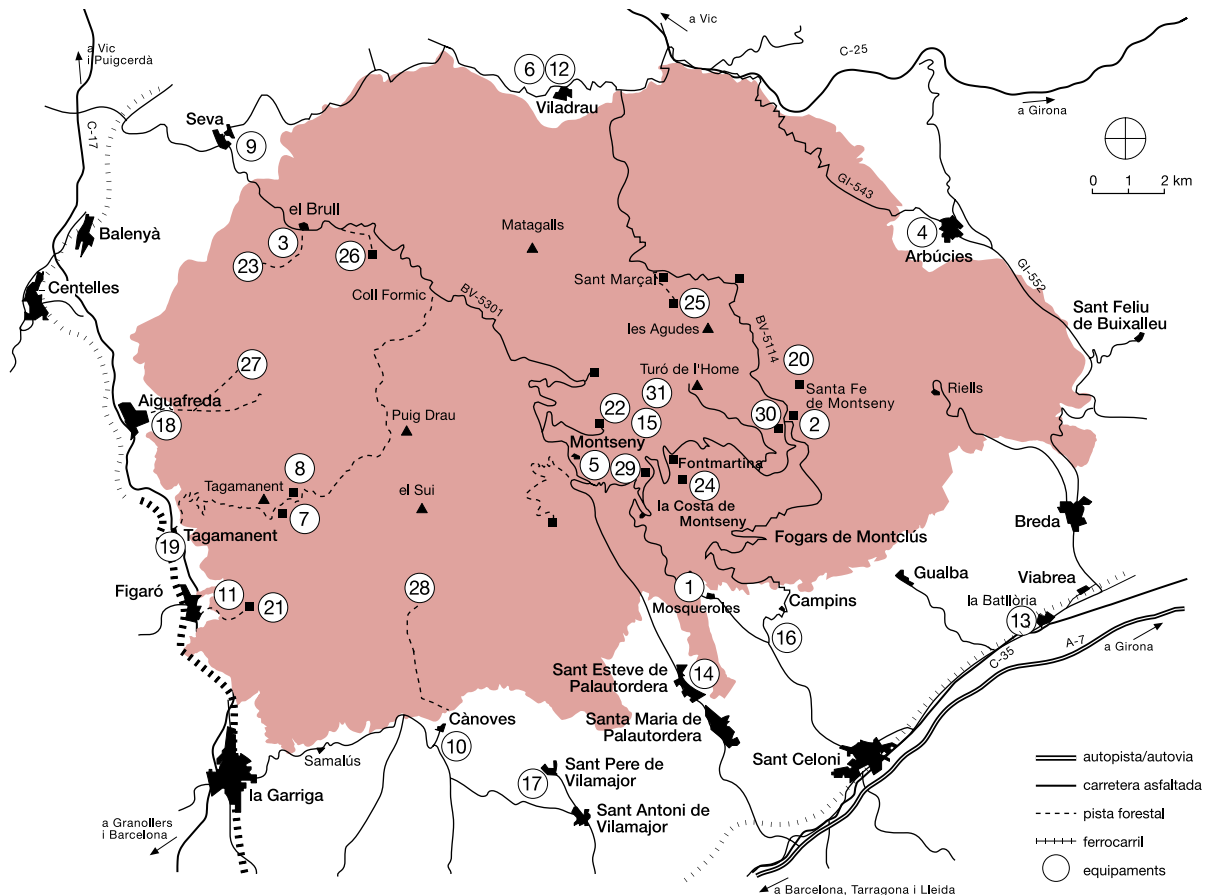 a Vic
a Vic
i Puigcerdà
C-25
6
12
Viladrau
a Girona
C-17
Seva
9
0 1 2 km
GI-543
el Brull
Matagalls
4
Arbúcies
Balenyà
3
23
26
Centelles
Coll Formic
BV-5301
Sant Marçal
25
les Agudes
BV-5114
GI-552
Sant Feliu
de Buixalleu
27
20
Turó de l'Home
31
Santa Fe
de Montseny
Riells
Aiguafreda
18
Puig Drau
22
15
30
2
Montseny
5
29
Fontmartina
24
8
Tagamanent
el Sui
7
la Costa de
Montseny
Breda
Tagamanent
19
Fogars de Montclús
Figaró
11
21
28
1
Mosqueroles
Gualba
Viabrea
Campins
la Batllòria
13
16
C-35
A-7
a Girona
Sant Esteve de
Palautordera
14
Santa Maria de
Palautordera
Cànoves
10
Samalús
Sant Celoni
la Garriga
Sant Pere de
Vilamajor
17
Sant Antoni de
Vilamajor
a Granollers
i Barcelona
autopista/autovia
carretera asfaltada
pista forestal
ferrocarril
equipaments
a Barcelona, Tarragona i Lleida